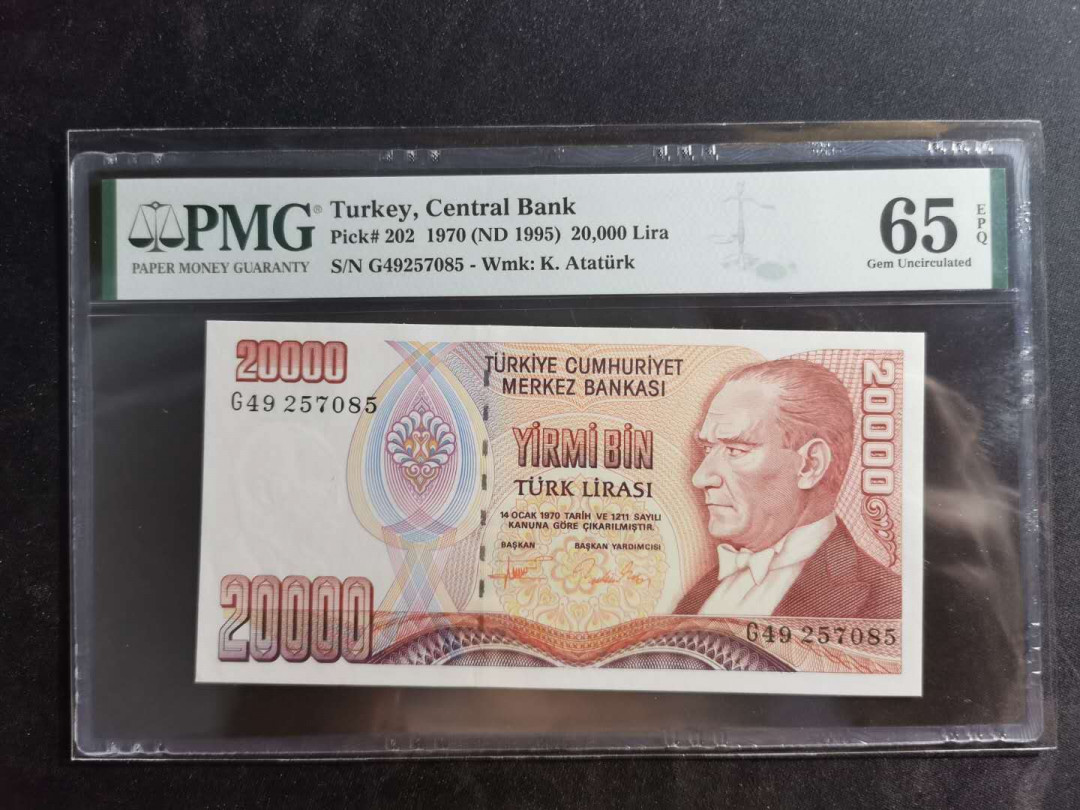 PMG®
PAPER MONEY GUARANTY
Turkey, Central Bank
Pick# 202 1970 (ND 1995) 20,000 Lira
S/N G49257085 - Wmk: K. Atatürk
65
EPQ
Gem Uncirculated
20000
G49 257085
TÜRKİYE CUMHURİYET
MERKEZ BANKASI
YİRMİ BİN
TÜRK LİRASI
14 OCAK 1970 TARİH VE 1211 SAYILI
KANUNA GÖRE ÇIKARILMIŞTIR.
BAŞKAN BAŞKAN YARDIMCISI
20000
20000
G49 257085